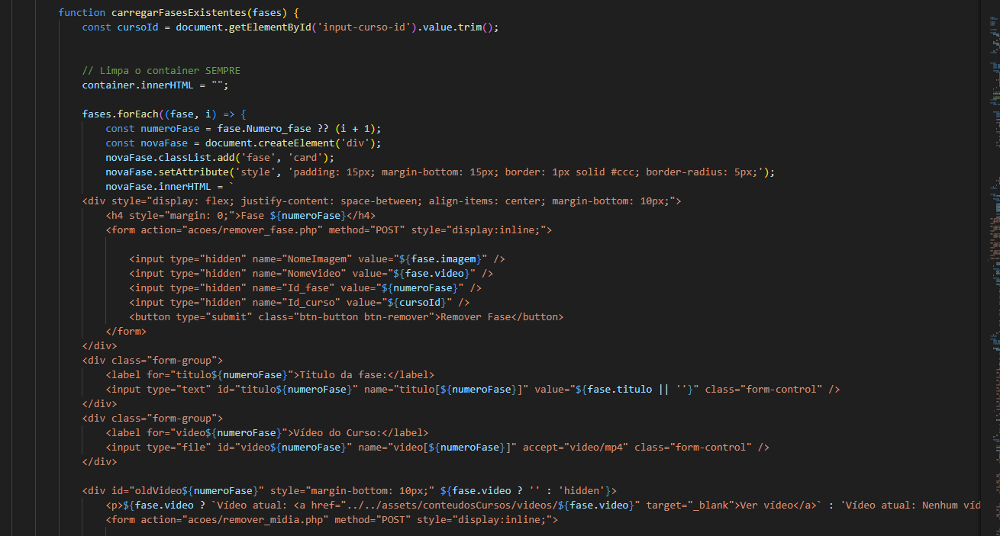 function carregarFasesExistentes(fases) {
const cursoId = document.getElementById('input-curso-id').value.trim();
// Limpa o container SEMPRE
container.innerHTML = "";
fases.forEach((fase, i) => {
const numeroFase = fase.Numero_fase ?? (i + 1);
const novaFase = document.createElement('div');
novaFase.classList.add('fase', 'card');
novaFase.setAttribute('style', 'padding: 15px; margin-bottom: 15px; border: 1px solid #ccc; border-radius: 5px;');
novaFase.innerHTML = `
<div style="display: flex; justify-content: space-between; align-items: center; margin-bottom: 10px;">
<h4 style="margin: 0;">Fase ${numeroFase}</h4>
<form action="acoes/remover_fase.php" method="POST" style="display:inline;">
<input type="hidden" name="NomeImagem" value="${fase.imagem}" />
<input type="hidden" name="NomeVideo" value="${fase.video}" />
<input type="hidden" name="Id_fase" value="${numeroFase}" />
<input type="hidden" name="Id_curso" value="${cursoId}" />
<button type="submit" class="btn-button btn-remover">Remover Fase</button>
</form>
</div>
<div class="form-group">
<label for="titulo${numeroFase}">Titulo da fase:</label>
<input type="text" id="titulo${numeroFase}" name="titulo[${numeroFase}]" value="${fase.titulo || ''}" class="form-control" />
</div>
<div class="form-group">
<label for="video${numeroFase}">Vídeo do Curso:</label>
<input type="file" id="video${numeroFase}" name="video[${numeroFase}]" accept="video/mp4" class="form-control" />
</div>
<div id="oldVideo${numeroFase}" style="margin-bottom: 10px;" ${fase.video ? '' : 'hidden'}>
<p>${fase.video ? `Vídeo atual: <a href="../../assets/conteudosCursos/videos/${fase.video}" target="_blank">Ver vídeo</a>` : 'Vídeo atual: Nenhum víd
<form action="acoes/remover_midia.php" method="POST" style="display:inline;">